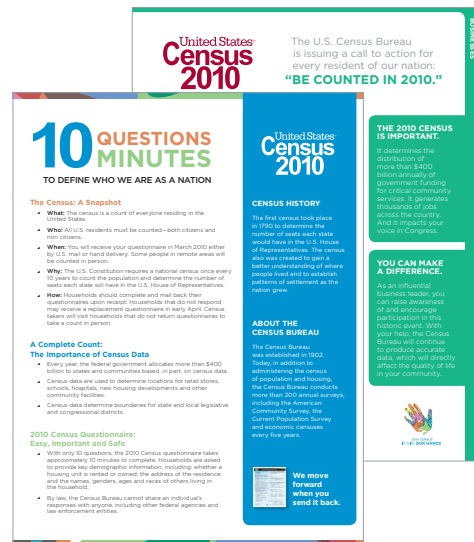 BUSINESSES
United States™
Census
2010
The U.S. Census Bureau
is issuing a call to action for
every resident of our nation:
“BE COUNTED IN 2010.”
THE 2010 CENSUS
IS IMPORTANT.
It determines the
distribution of
more than $400
billion annually of
government funding
for critical community
services. It generates
thousands of jobs
across the country.
And it impacts your
voice in Congress.
YOU CAN MAKE
A DIFFERENCE.
As an influential
business leader, you
can raise awareness
of and encourage
participation in this
historic event. With
your help, the Census
Bureau will continue
to produce accurate
data, which will directly
affect the quality of life
in your community.
2010 CENSUS
IT'S IN OUR HANDS
10 QUESTIONS
MINUTES
TO DEFINE WHO WE ARE AS A NATION
The Census: A Snapshot
What: The census is a count of everyone residing in the
United States.
Who: All U.S. residents must be counted—both citizens and
non citizens.
When: You will receive your questionnaire in March 2010 either
by U.S. mail or hand delivery. Some people in remote areas will
be counted in person.
Why: The U.S. Constitution requires a national census once every
10 years to count the population and determine the number of
seats each state will have in the U.S. House of Representatives.
How: Households should complete and mail back their
questionnaires upon receipt. Households that do not respond
may receive a replacement questionnaire in early April. Census
takers will visit households that do not return questionnaires to
take a count in person.
A Complete Count:
The Importance of Census Data
Every year, the federal government allocates more than $400
billion to states and communities based, in part, on census data.
Census data are used to determine locations for retail stores,
schools, hospitals, new housing developments and other
community facilities.
Census data determine boundaries for state and local legislative
and congressional districts.
2010 Census Questionnaire:
Easy, Important and Safe
With only 10 questions, the 2010 Census questionnaire takes
approximately 10 minutes to complete. Households are asked
to provide key demographic information, including: whether a
housing unit is rented or owned; the address of the residence;
and the names, genders, ages and races of others living in
the household.
By law, the Census Bureau cannot share an individual's
responses with anyone, including other federal agencies and
law enforcement entities.
United States™
Census
2010
CENSUS HISTORY
The first census took place
in 1790 to determine the
number of seats each state
would have in the U.S. House
of Representatives. The census
also was created to gain a
better understanding of where
people lived and to establish
patterns of settlement as the
nation grew.
ABOUT THE
CENSUS BUREAU
The Census Bureau
was established in 1902.
Today, in addition to
administering the census
of population and housing,
the Census Bureau conducts
more than 200 annual surveys,
including the American
Community Survey, the
Current Population Survey
and economic censuses
every five years.
We move
forward
when you
send it back.